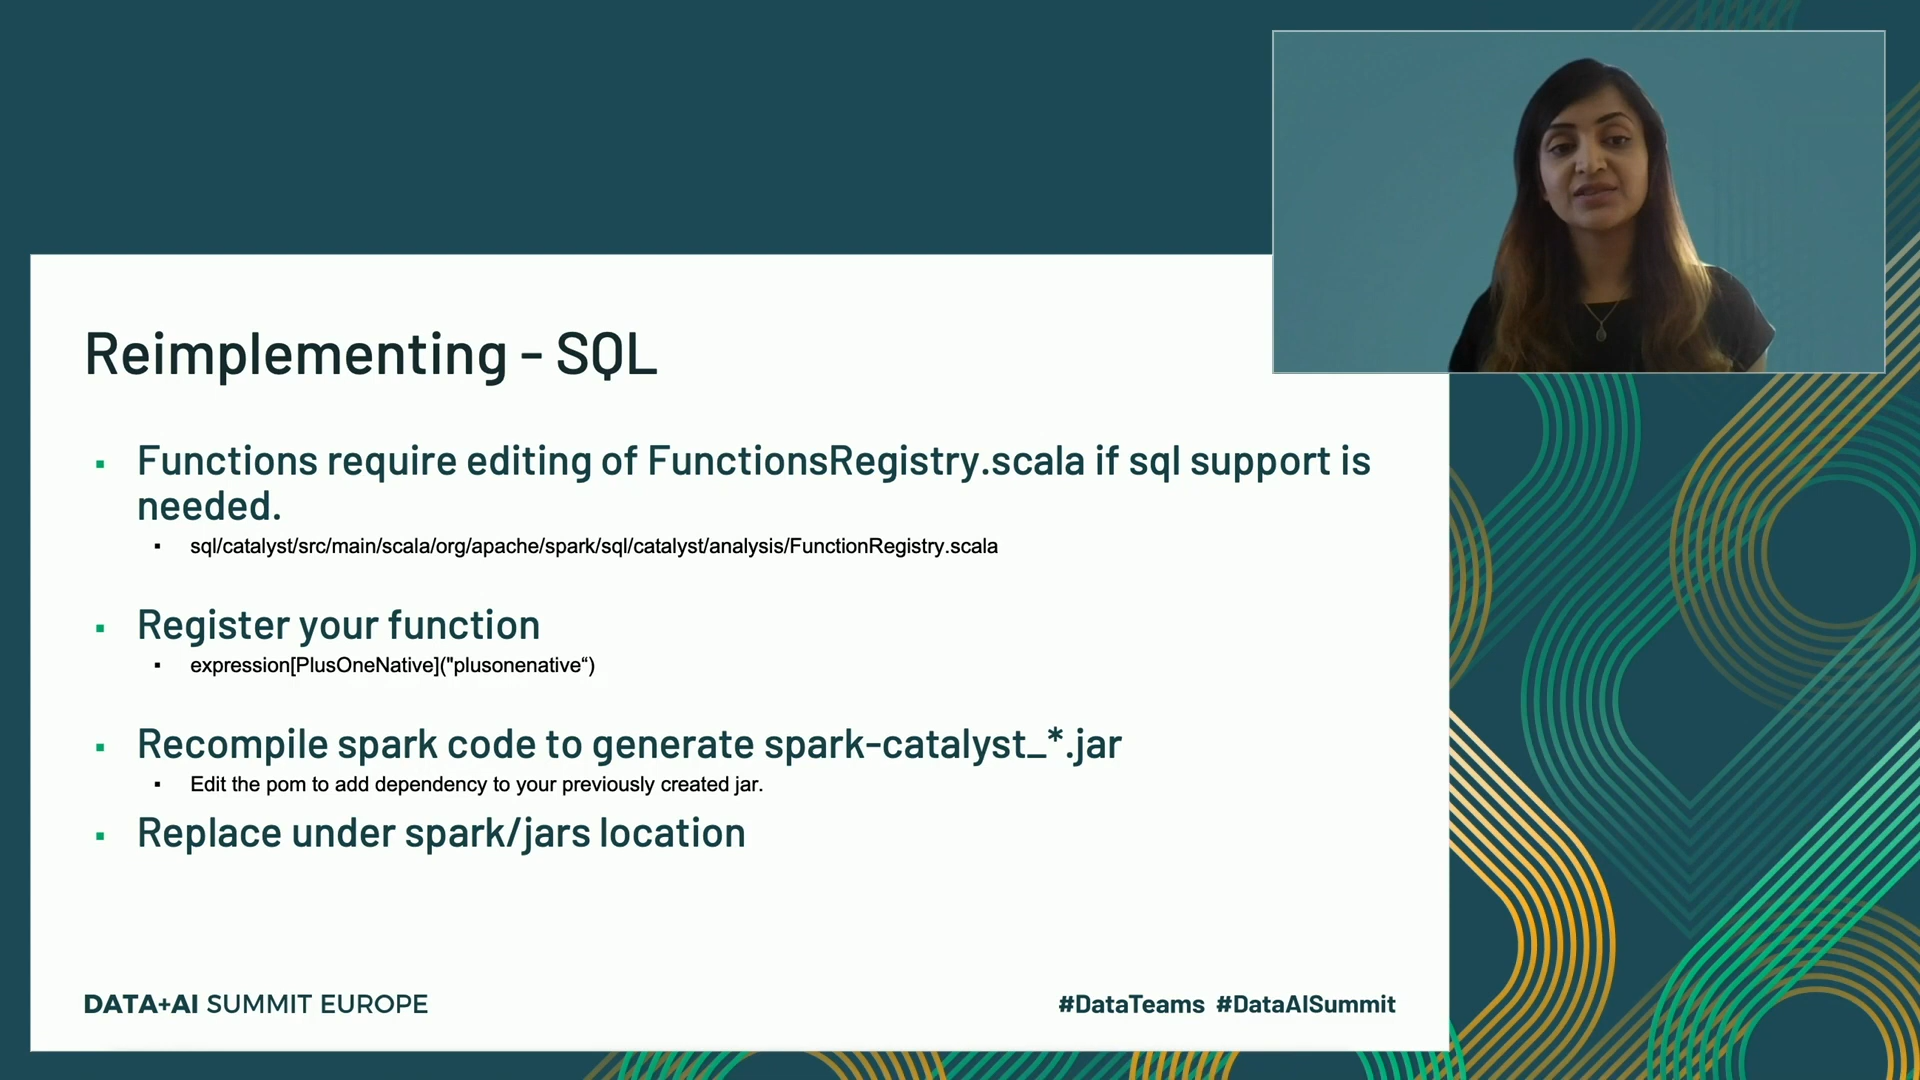 Reimplementing - SQL
Functions require editing of FunctionsRegistry.scala if sql support is
needed.
sql/catalyst/src/main/scala/org/apache/spark/sql/catalyst/analysis/FunctionRegistry.scala
Register your function
expression[PlusOneNative]("plusonenative“)
Recompile spark code to generate spark-catalyst_*.jar
Edit the pom to add dependency to your previously created jar.
Replace under spark/jars location
DATA+AI SUMMIT EUROPE
#DataTeams #DataAISummit